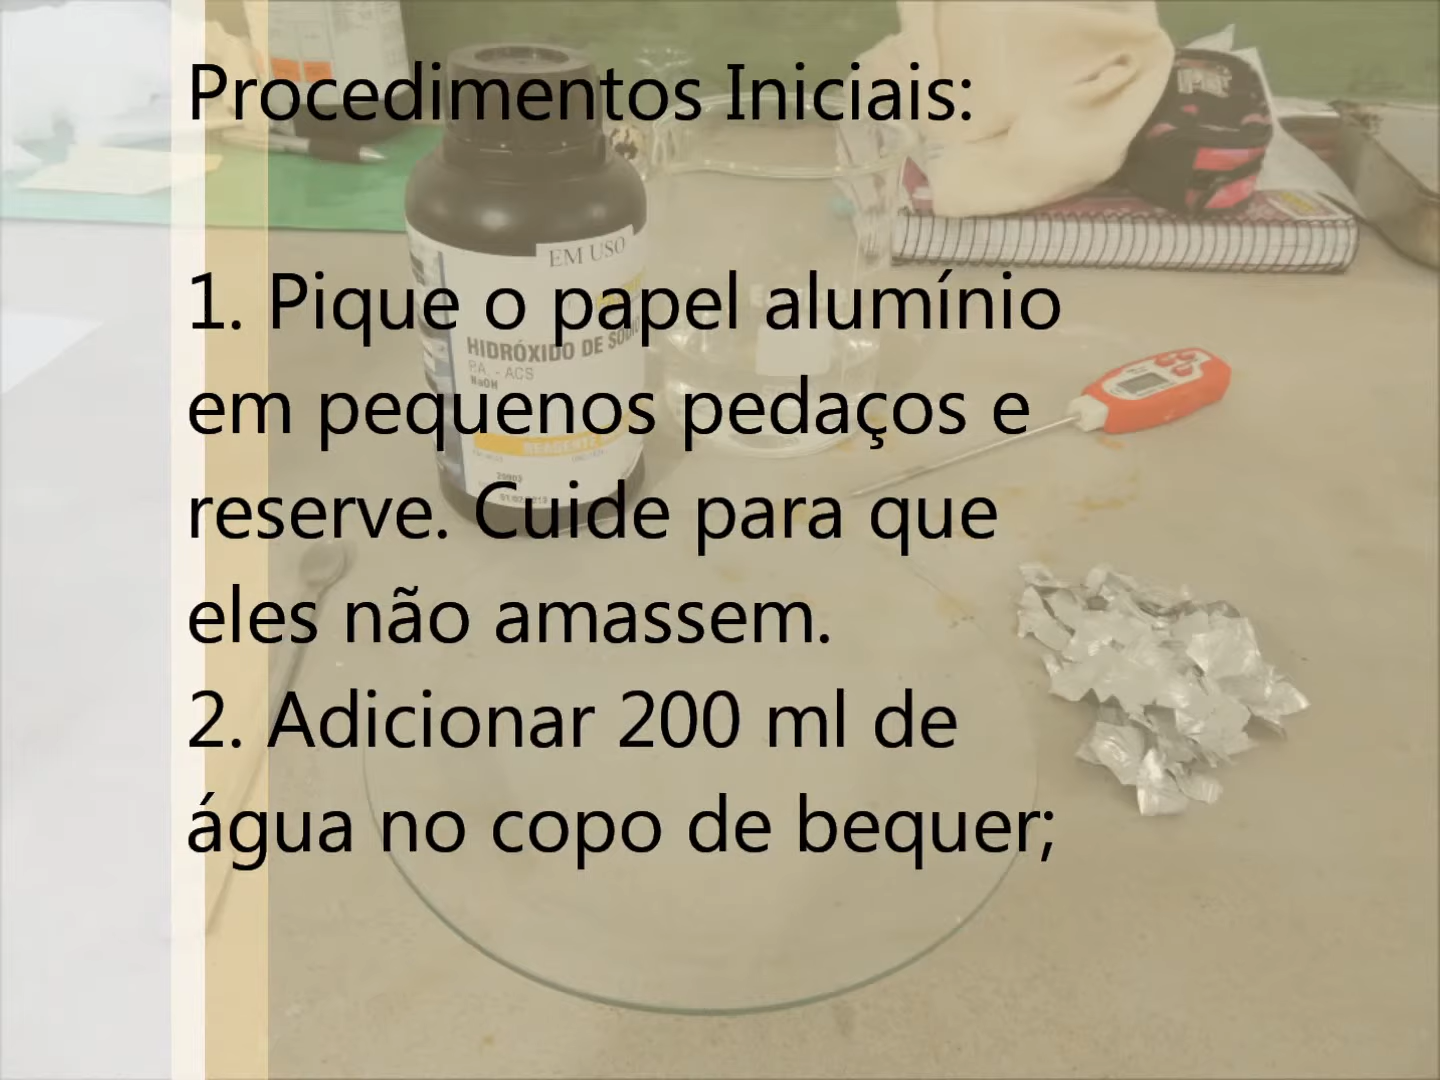 Procedimentos Iniciais:
1. Pique o papel alumínio
em pequenos pedaços e
reserve. Cuide para que
eles não amassem.
2. Adicionar 200 ml de
água no copo de bequer;
EM USO
HIDRÓXIDO DE SÓDIO
P.A. - ACS
NaOH
REAGENTE